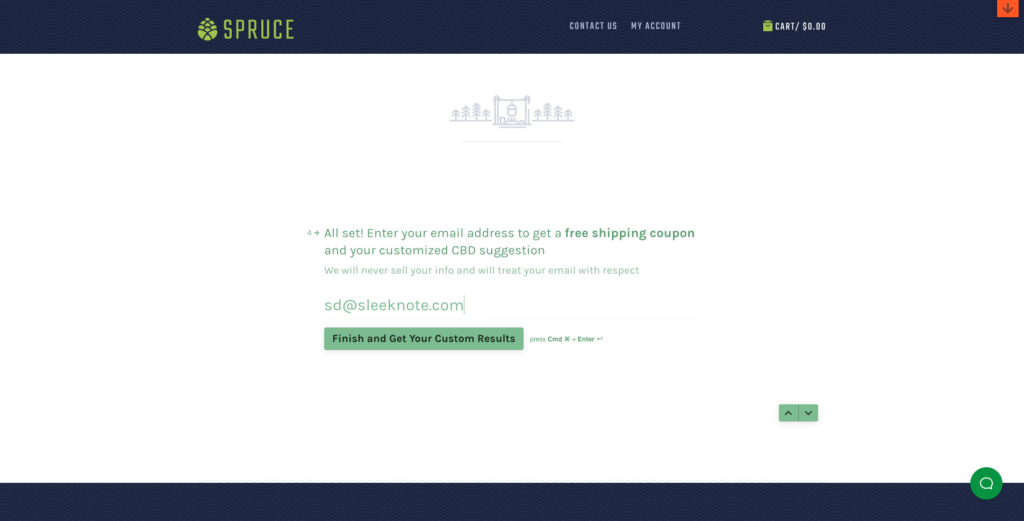 SPRUCE
CONTACT US
MY ACCOUNT
CART/ $0.00
4 → All set! Enter your email address to get a free shipping coupon
and your customized CBD suggestion
We will never sell your info and will treat your email with respect
sd@sleeknote.com
Finish and Get Your Custom Results
press Cmd ⌘ + Enter ↵